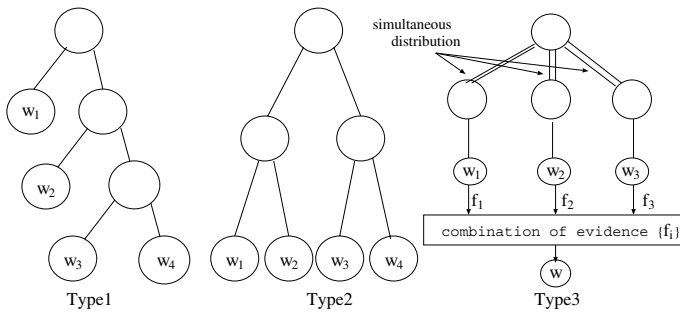 simultaneous
distribution
w1
w2
w3
w4
Type1
w1
w2
w3
w4
Type2
w1
w2
w3
f1
f2
f3
combination of evidence {fi}
w
Type3